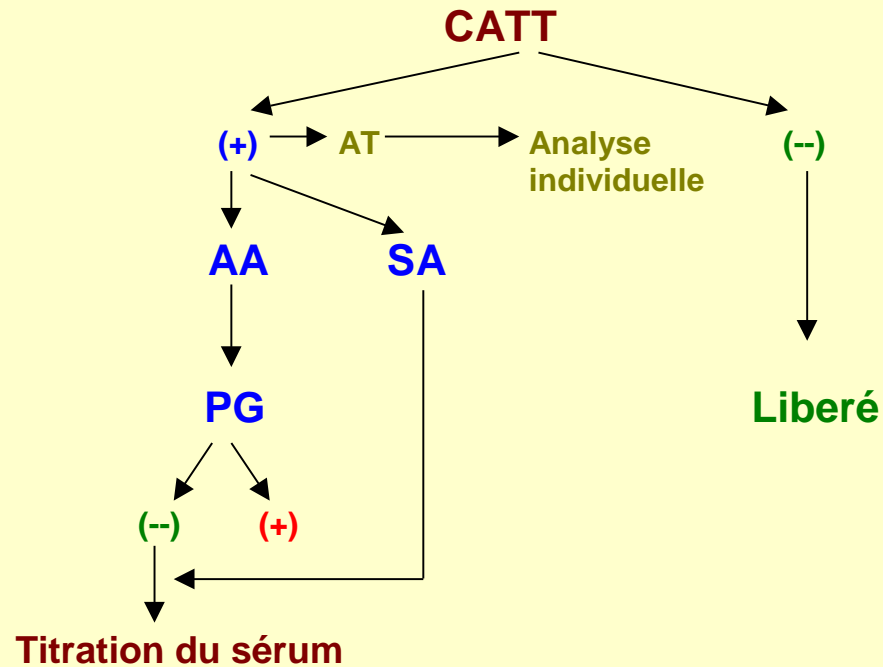 CATT
(+) AT Analyse (--)
individuelle
AA SA
PG Liberé
(--) (+)
Titration du sérum